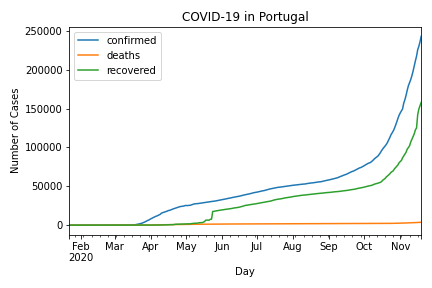 COVID-19 in Portugal
confirmed
deaths
recovered
Number of Cases
250000
200000
150000
100000
50000
0
Feb Mar Apr May Jun Jul Aug Sep Oct Nov
2020
Day